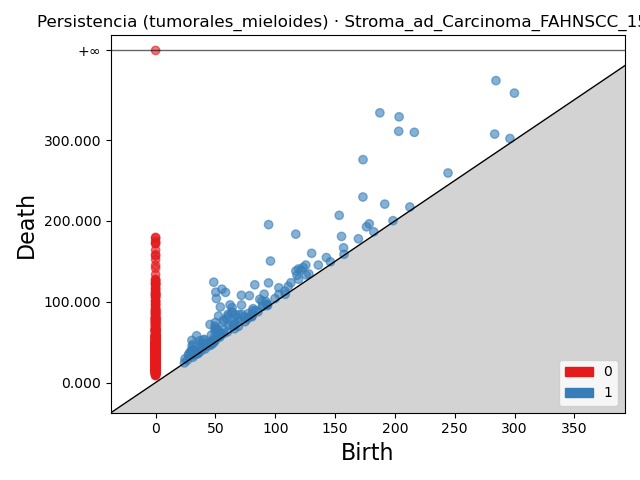 Persistencia (tumorales_mieloides) · Stroma_ad_Carcinoma_FAHNSCC_15
+∞
300.000
200.000
100.000
0.000
Death
0
1
0 50 100 150 200 250 300 350
Birth